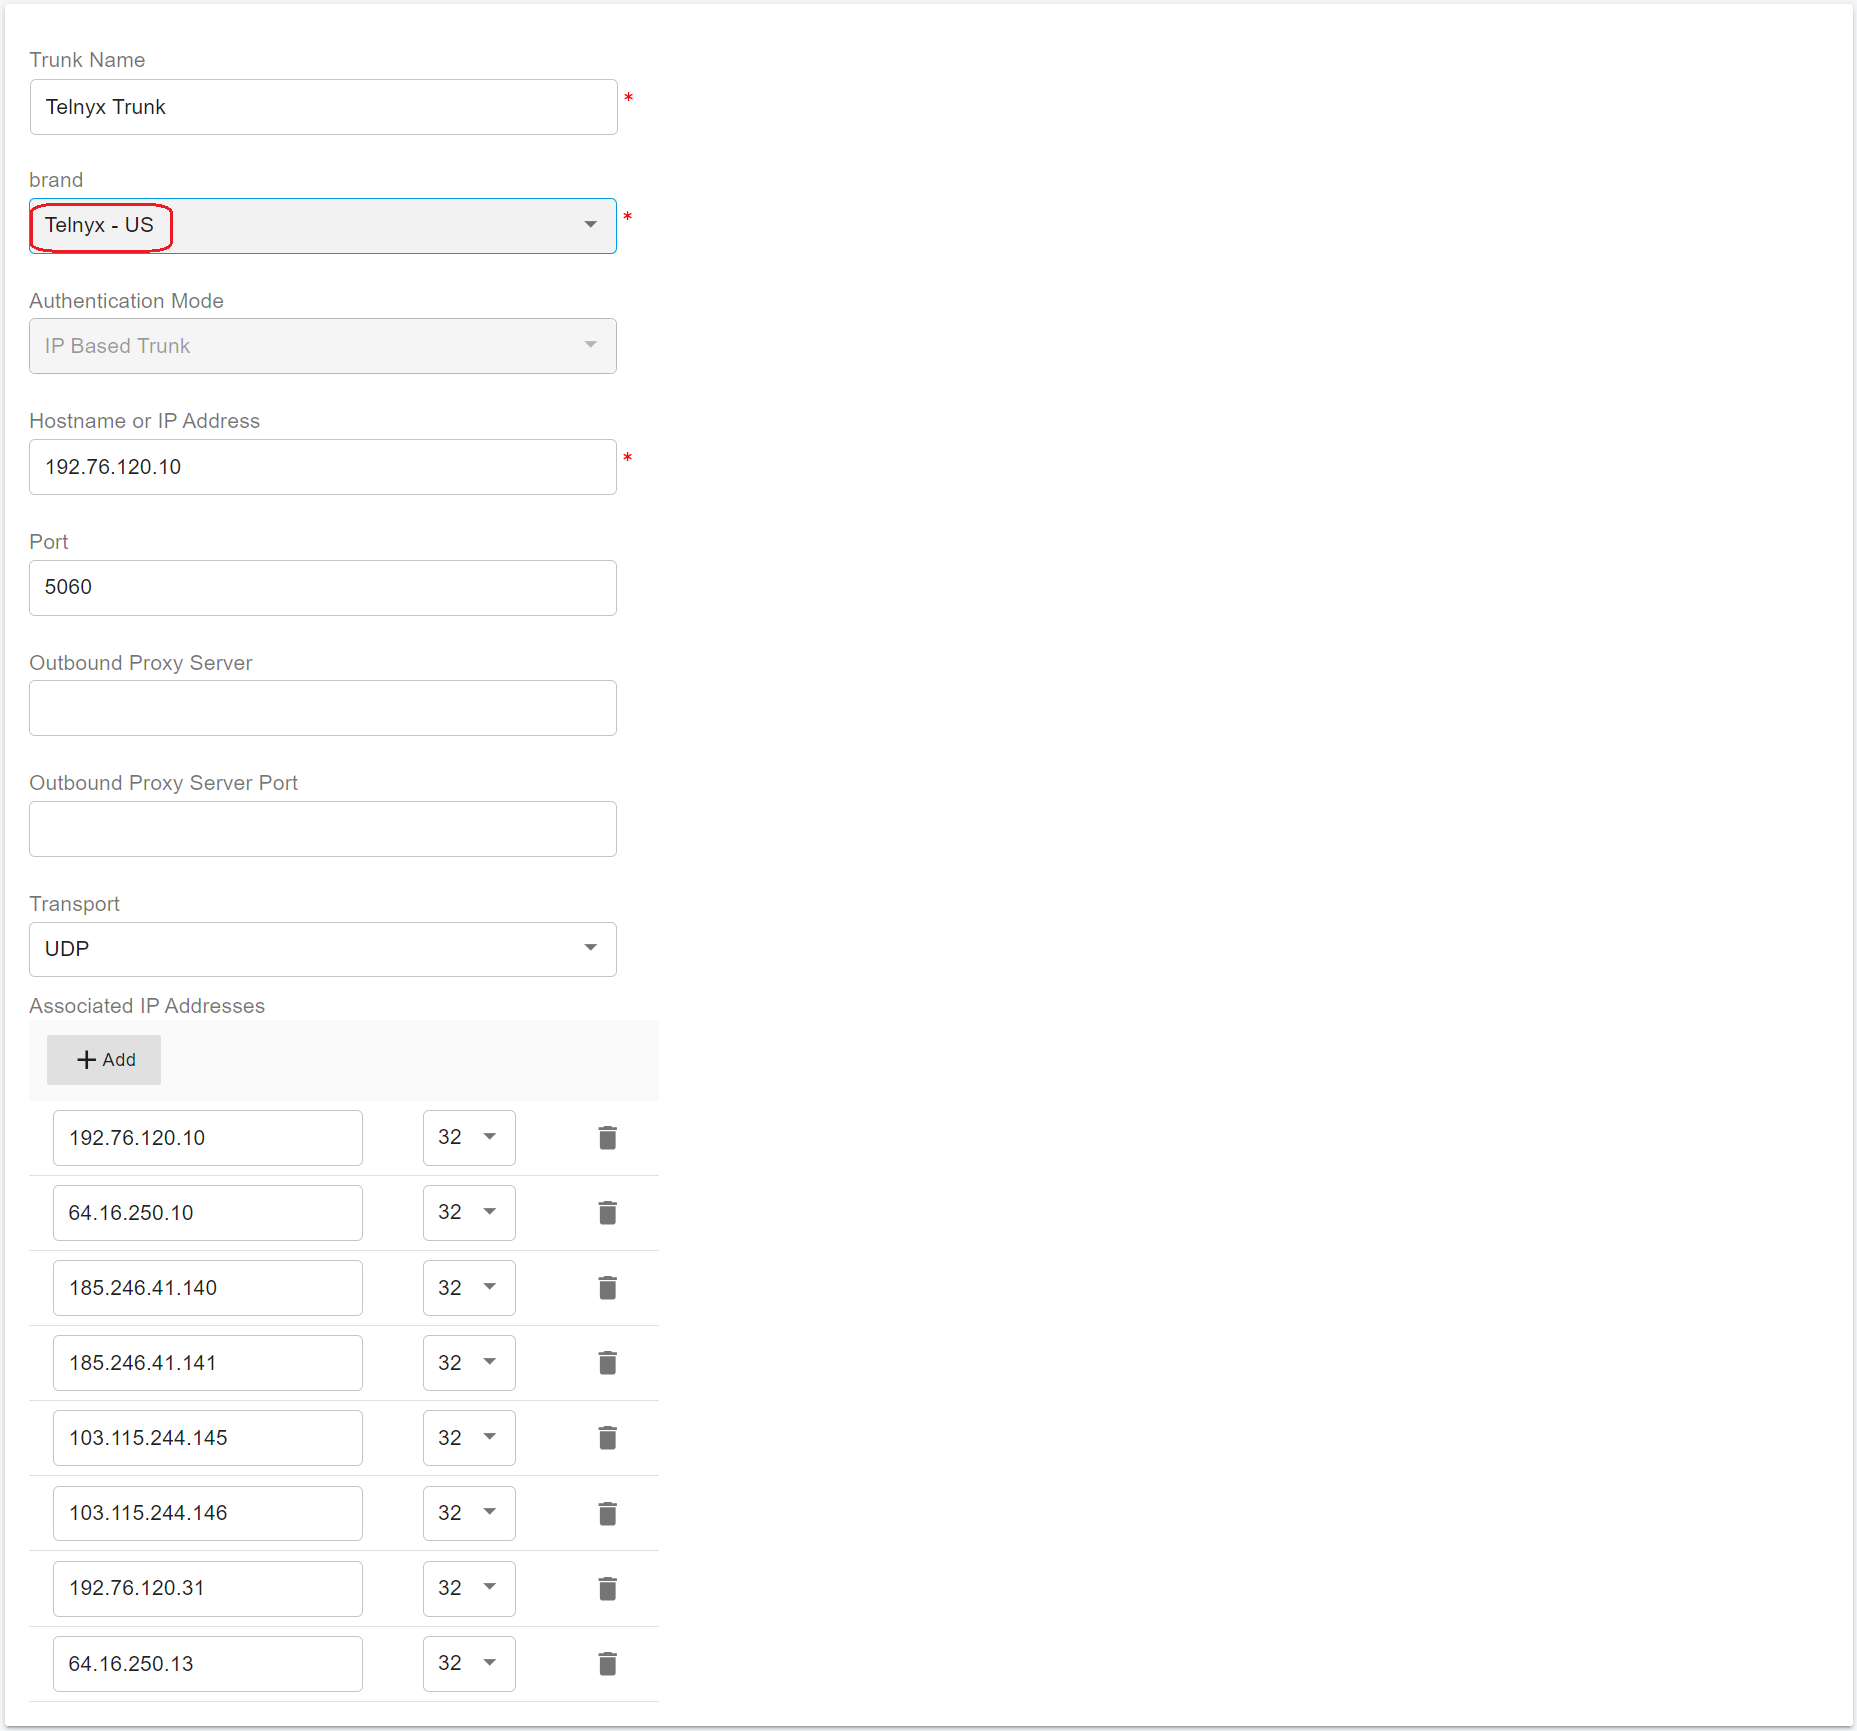 Trunk Name
Telnyx Trunk *
brand
Telnyx - US *
Authentication Mode
IP Based Trunk
Hostname or IP Address
192.76.120.10 *
Port
5060
Outbound Proxy Server
Outbound Proxy Server Port
Transport
UDP
Associated IP Addresses
+ Add
192.76.120.10 32
64.16.250.10 32
185.246.41.140 32
185.246.41.141 32
103.115.244.145 32
103.115.244.146 32
192.76.120.31 32
64.16.250.13 32